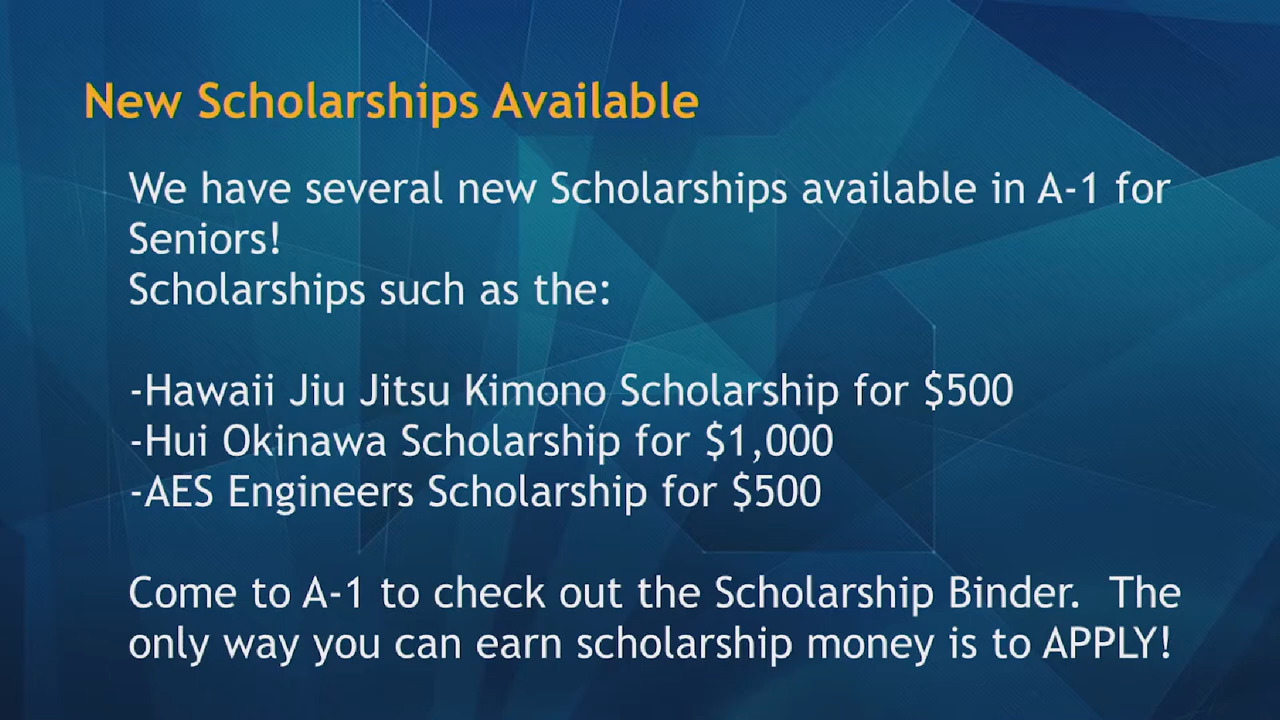 New Scholarships Available
We have several new Scholarships available in A-1 for
Seniors!
Scholarships such as the:
-Hawaii Jiu Jitsu Kimono Scholarship for $500
-Hui Okinawa Scholarship for $1,000
-AES Engineers Scholarship for $500
Come to A-1 to check out the Scholarship Binder.  The
only way you can earn scholarship money is to APPLY!